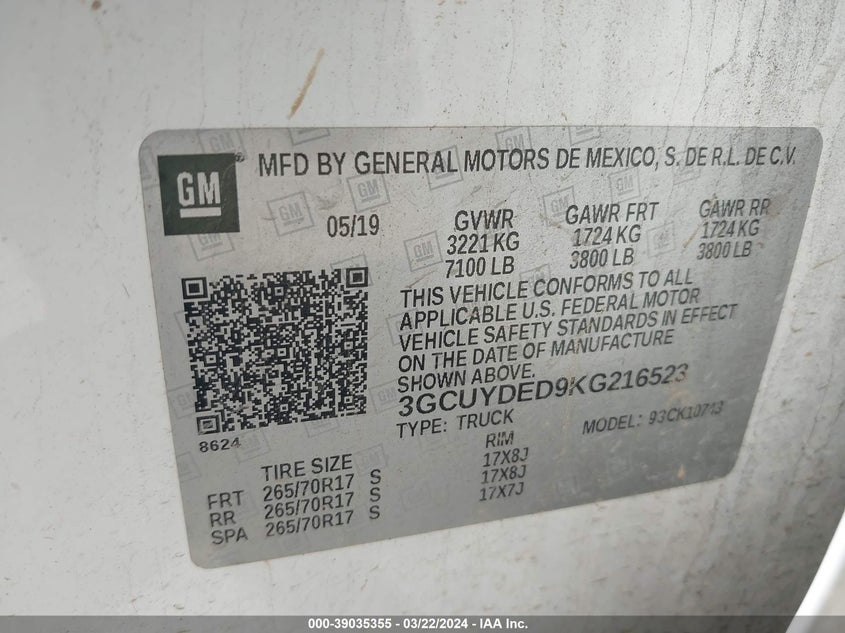 GM
MFD BY GENERAL MOTORS DE MEXICO, S. DE R.L. DE C.V.
05/19 GVWR GAWR FRT GAWR RR
3221 KG 1724 KG 1724 KG
7100 LB 3800 LB 3800 LB
THIS VEHICLE CONFORMS TO ALL
APPLICABLE U.S. FEDERAL MOTOR
VEHICLE SAFETY STANDARDS IN EFFECT
ON THE DATE OF MANUFACTURE
SHOWN ABOVE.
3GCUYDED9KG216523
TYPE: TRUCK MODEL: 93CK10743
8624
TIRE SIZE RIM
FRT 265/70R17 S 17X8J
RR 265/70R17 S 17X8J
SPA 265/70R17 S 17X7J
000-39035355 - 03/22/2024 - IAA Inc.